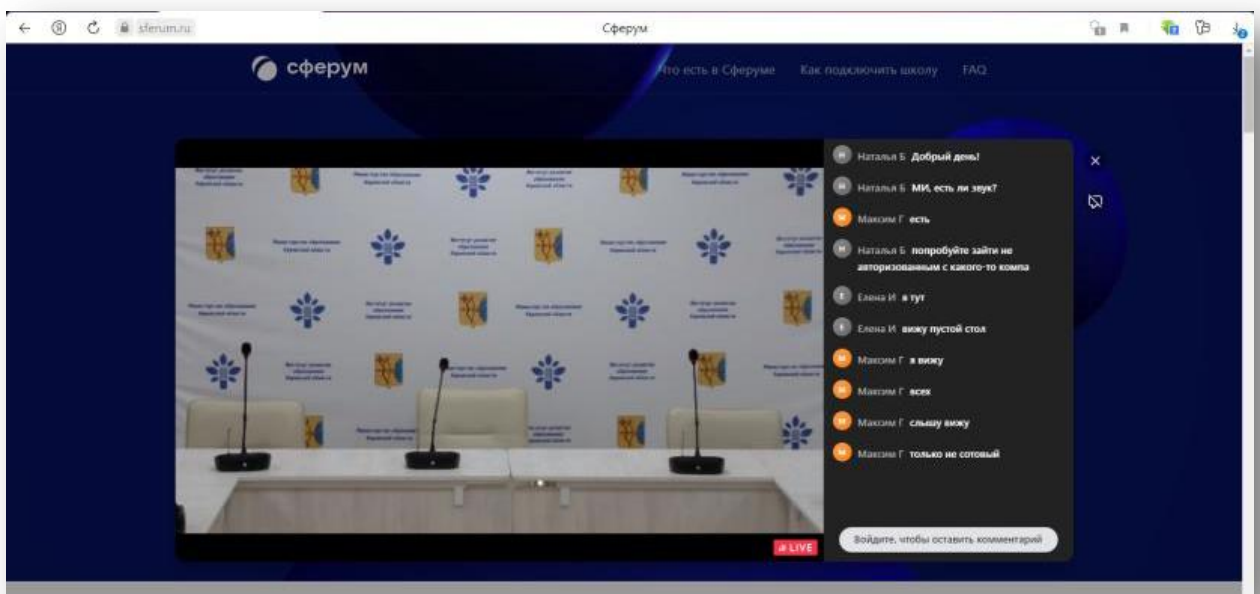 sferum.ru
Сферум
сферум
Что есть в Сферуме Как подключить школу FAQ
Наталья Б Добрый день!
Наталья Б МИ, есть ли звук?
Максим Г есть
Наталья Б попробуйте зайти не
авторизованным с какого-то компа
Елена И я тут
Елена И вижу пустой стол
Максим Г я вижу
Максим Г всех
Максим Г слышу вижу
Максим Г только не сотовый
LIVE
Войдите, чтобы оставить комментарий